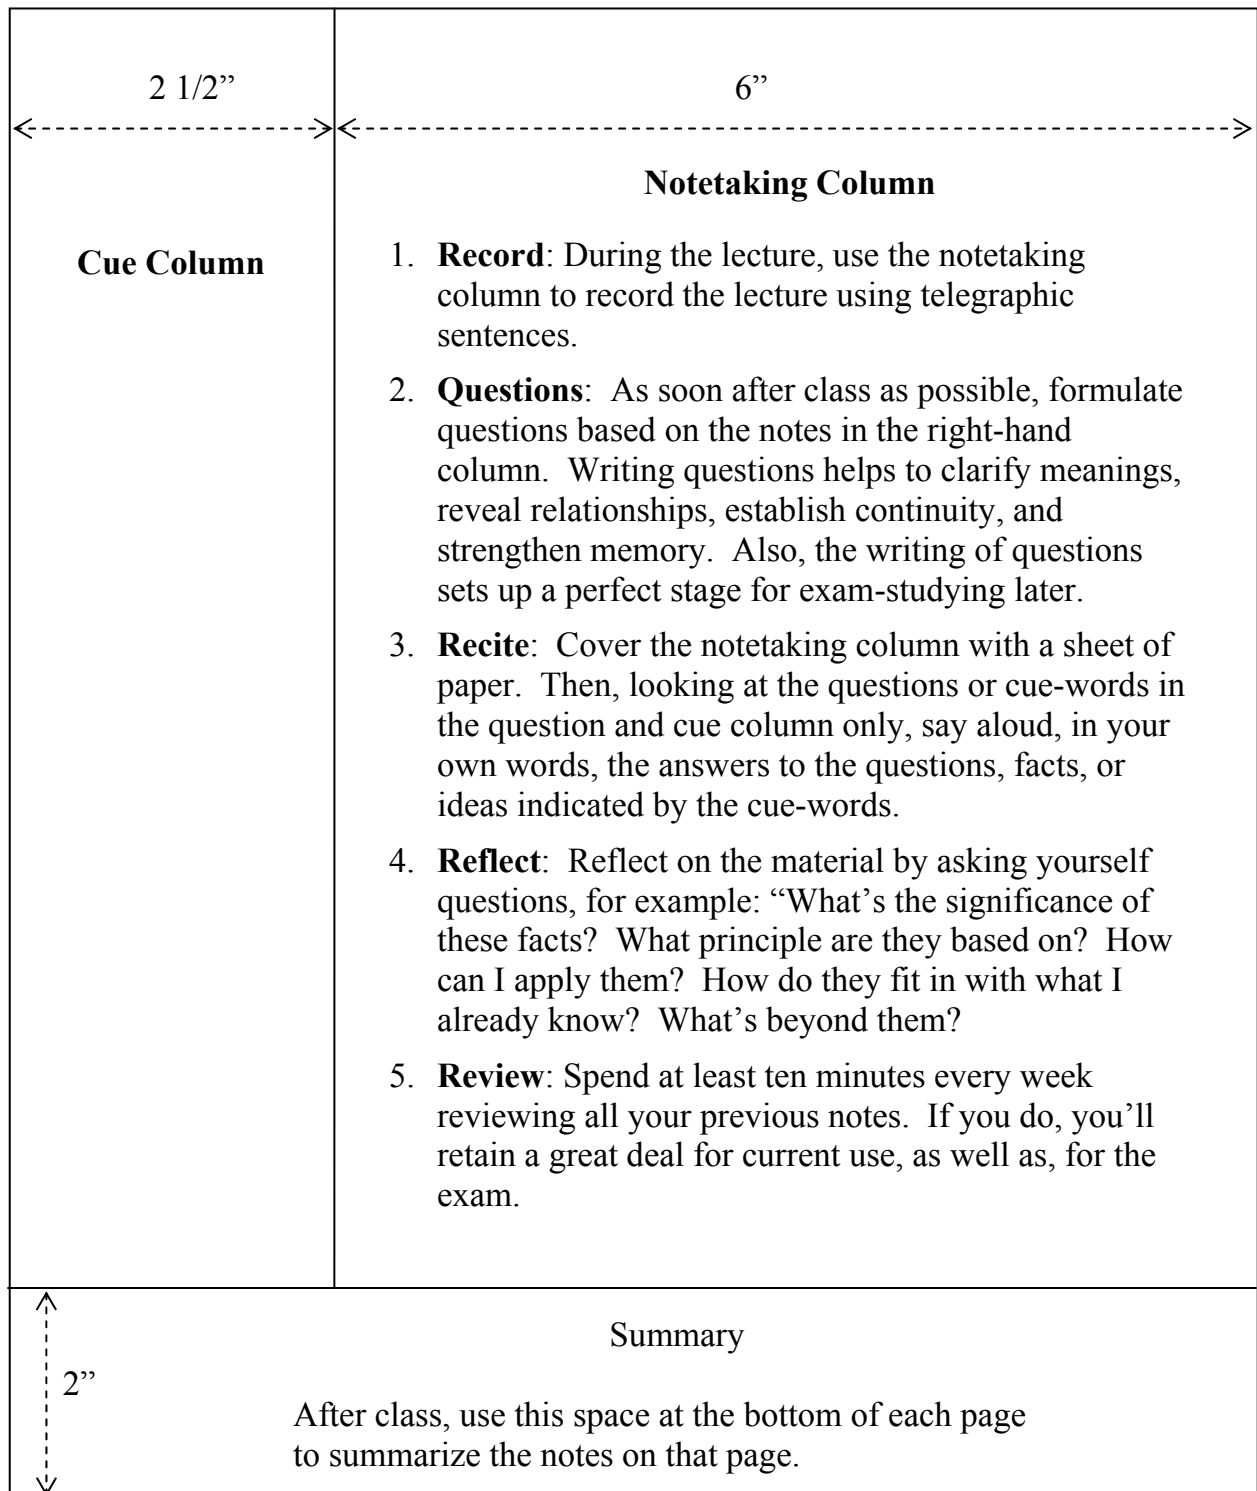 2 1/2”
6”
Notetaking Column
Cue Column
1. Record: During the lecture, use the notetaking
column to record the lecture using telegraphic
sentences.
2. Questions:  As soon after class as possible, formulate
questions based on the notes in the right-hand
column.  Writing questions helps to clarify meanings,
reveal relationships, establish continuity, and
strengthen memory.  Also, the writing of questions
sets up a perfect stage for exam-studying later.
3. Recite:  Cover the notetaking column with a sheet of
paper.  Then, looking at the questions or cue-words in
the question and cue column only, say aloud, in your
own words, the answers to the questions, facts, or
ideas indicated by the cue-words.
4. Reflect:  Reflect on the material by asking yourself
questions, for example: “What’s the significance of
these facts?  What principle are they based on?  How
can I apply them?  How do they fit in with what I
already know?  What’s beyond them?
5. Review: Spend at least ten minutes every week
reviewing all your previous notes.  If you do, you’ll
retain a great deal for current use, as well as, for the
exam.
Summary
2”
After class, use this space at the bottom of each page
to summarize the notes on that page.